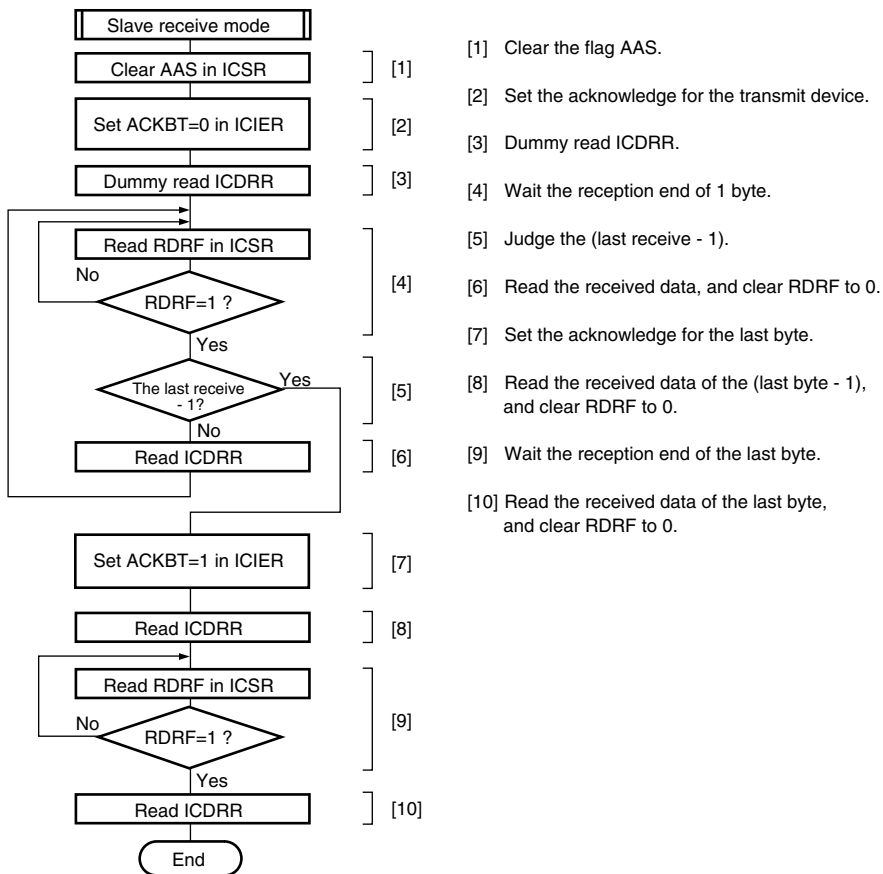 Slave receive mode
Clear AAS in ICSR
[1]
Set ACKBT=0 in ICIER
[2]
Dummy read ICDRR
[3]
Read RDRF in ICSR
No
RDRF=1 ?
[4]
Yes
The last receive
- 1?
Yes
[5]
No
Read ICDRR
[6]
Set ACKBT=1 in ICIER
[7]
Read ICDRR
[8]
Read RDRF in ICSR
No
RDRF=1 ?
[9]
Yes
Read ICDRR
[10]
End
[1] Clear the flag AAS.
[2] Set the acknowledge for the transmit device.
[3] Dummy read ICDRR.
[4] Wait the reception end of 1 byte.
[5] Judge the (last receive - 1).
[6] Read the received data, and clear RDRF to 0.
[7] Set the acknowledge for the last byte.
[8] Read the received data of the (last byte - 1),
and clear RDRF to 0.
[9] Wait the reception end of the last byte.
[10] Read the received data of the last byte,
and clear RDRF to 0.